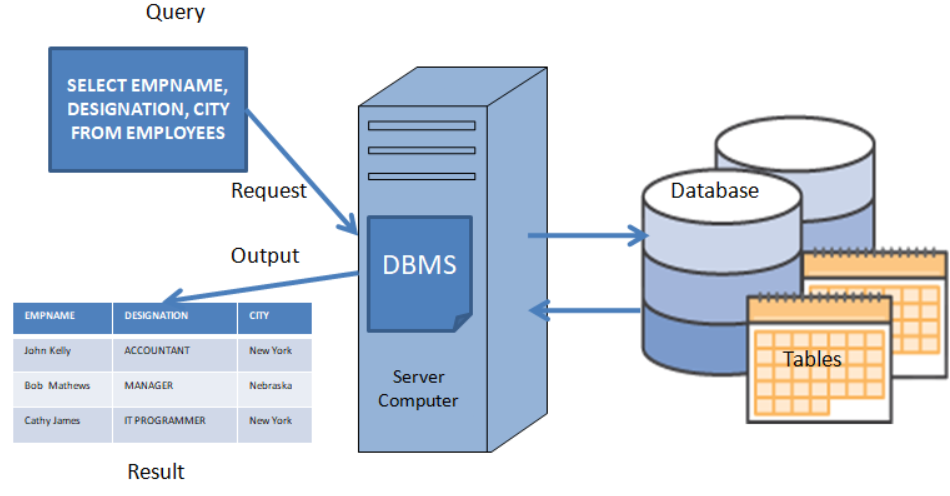 Query
SELECT EMPNAME,
DESIGNATION, CITY
FROM EMPLOYEES
Request
Output
DBMS
Server
Computer
Database
Tables
EMPNAME DESIGNATION CITY
John Kelly ACCOUNTANT New York
Bob Mathews MANAGER Nebraska
Cathy James IT PROGRAMMER New York
Result